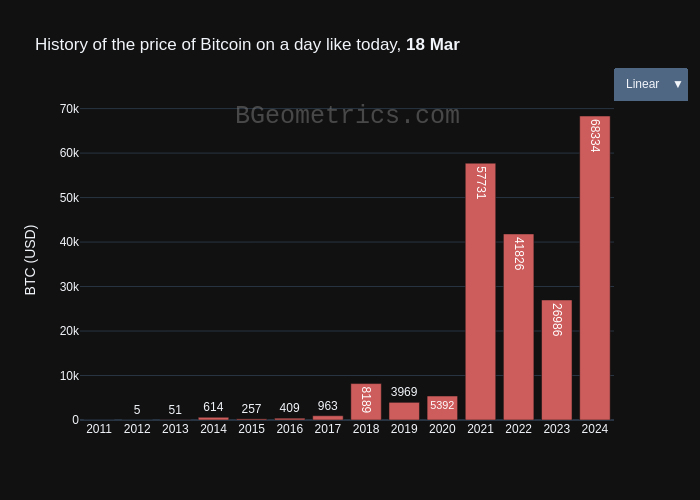 History of the price of Bitcoin on a day like today, 18 Mar
Linear ▼
BGeometrics.com
BTC (USD)
70k
60k
50k
40k
30k
20k
10k
0
5
51
614
257
409
963
8189
3969
5392
57731
41826
26986
68334
2011 2012 2013 2014 2015 2016 2017 2018 2019 2020 2021 2022 2023 2024